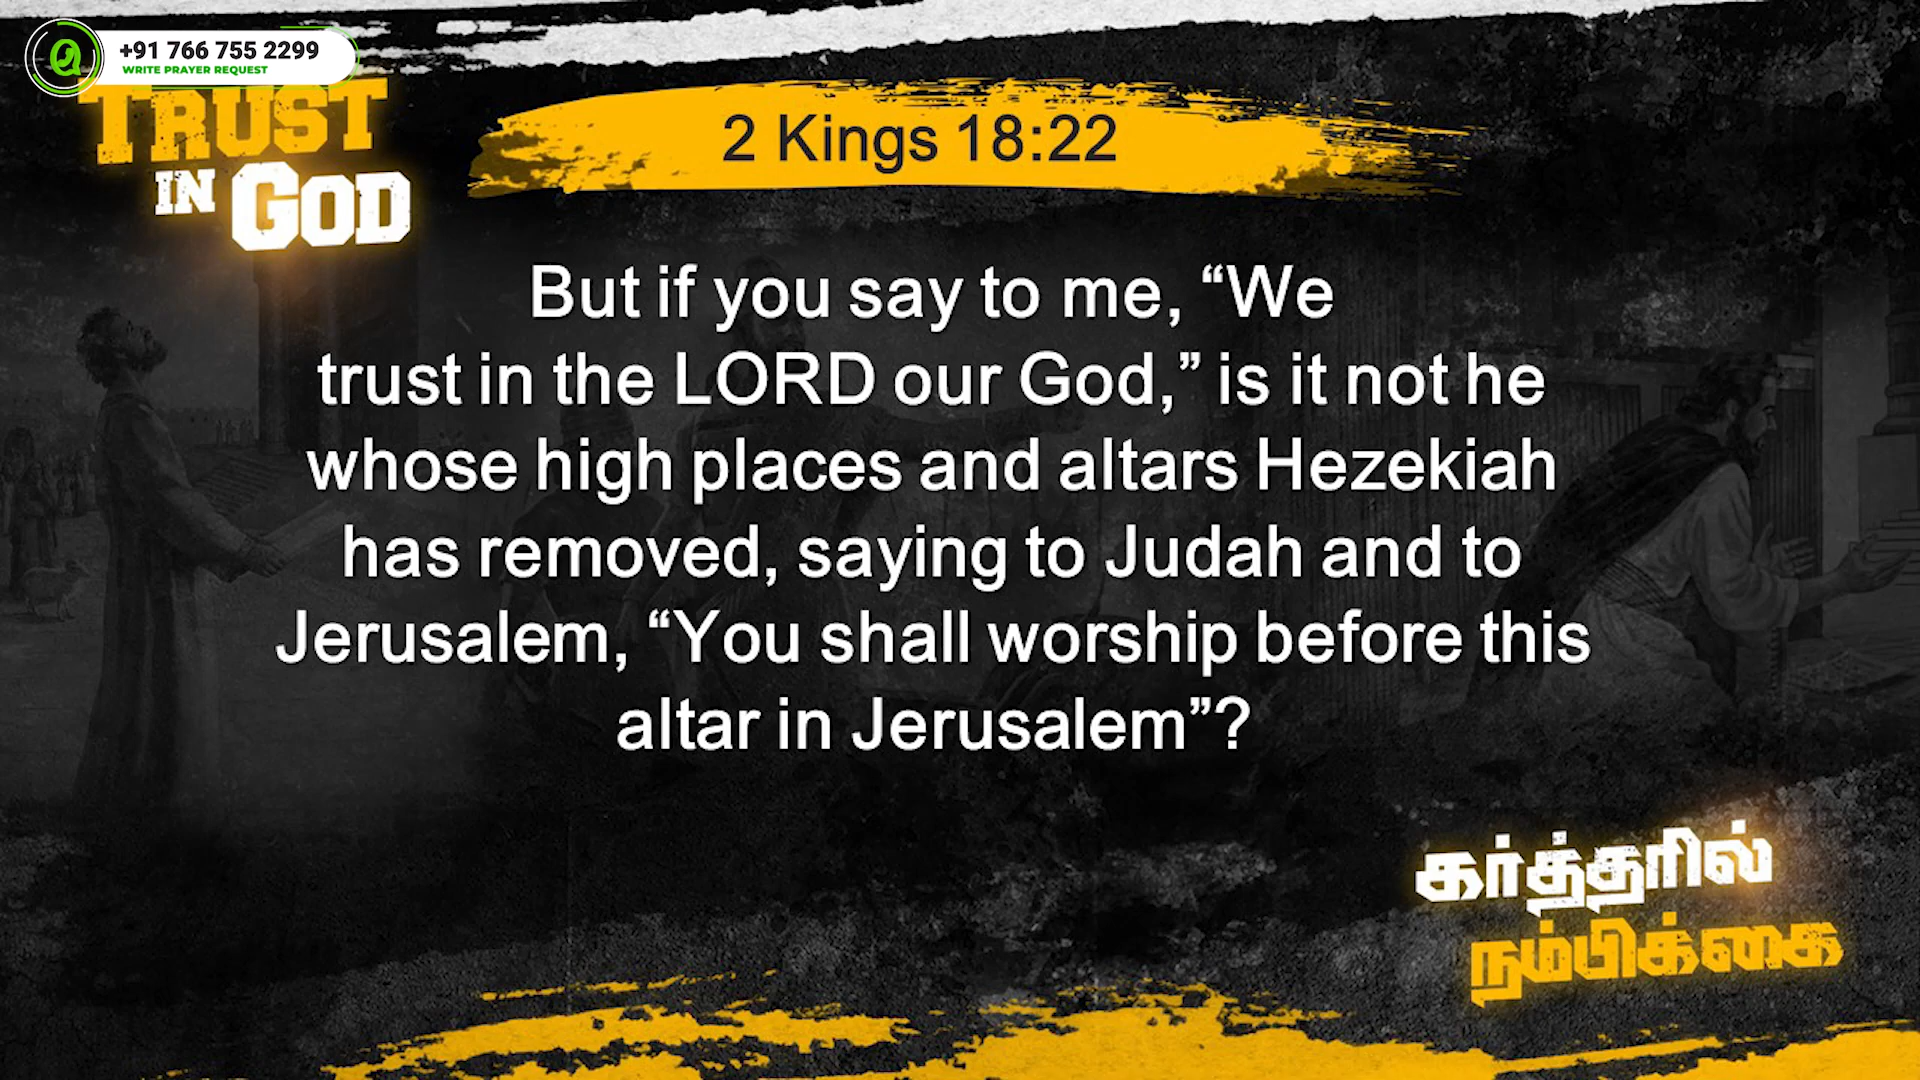 +91 766 755 2299
WRITE PRAYER REQUEST
TRUST
IN GOD
2 Kings 18:22
But if you say to me, “We
trust in the LORD our God,” is it not he
whose high places and altars Hezekiah
has removed, saying to Judah and to
Jerusalem, “You shall worship before this
altar in Jerusalem”?
கர்த்தரில்
நம்பிக்கை